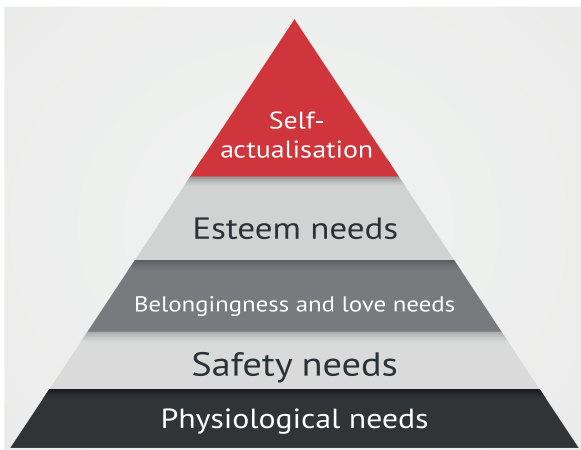 Self-
actualisation
Esteem needs
Belongingness and love needs
Safety needs
Physiological needs